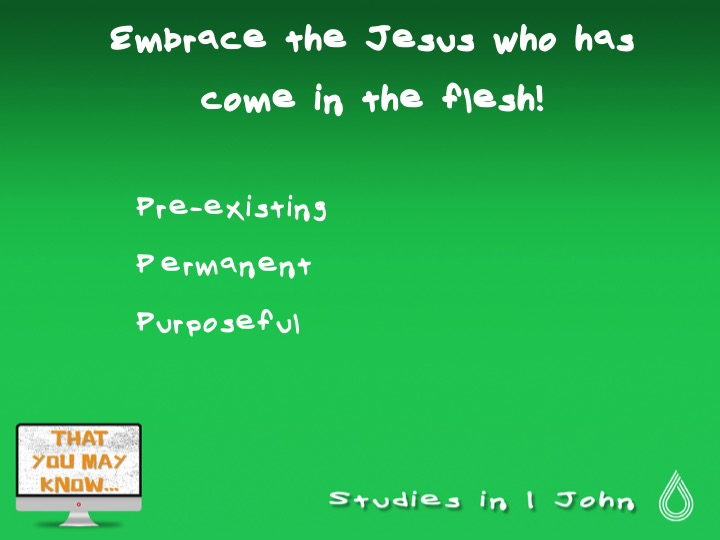 Embrace the Jesus who has
come in the flesh!
Pre-existing
Permanent
Purposeful
THAT
YOU MAY
KNOW...
Studies in 1 John